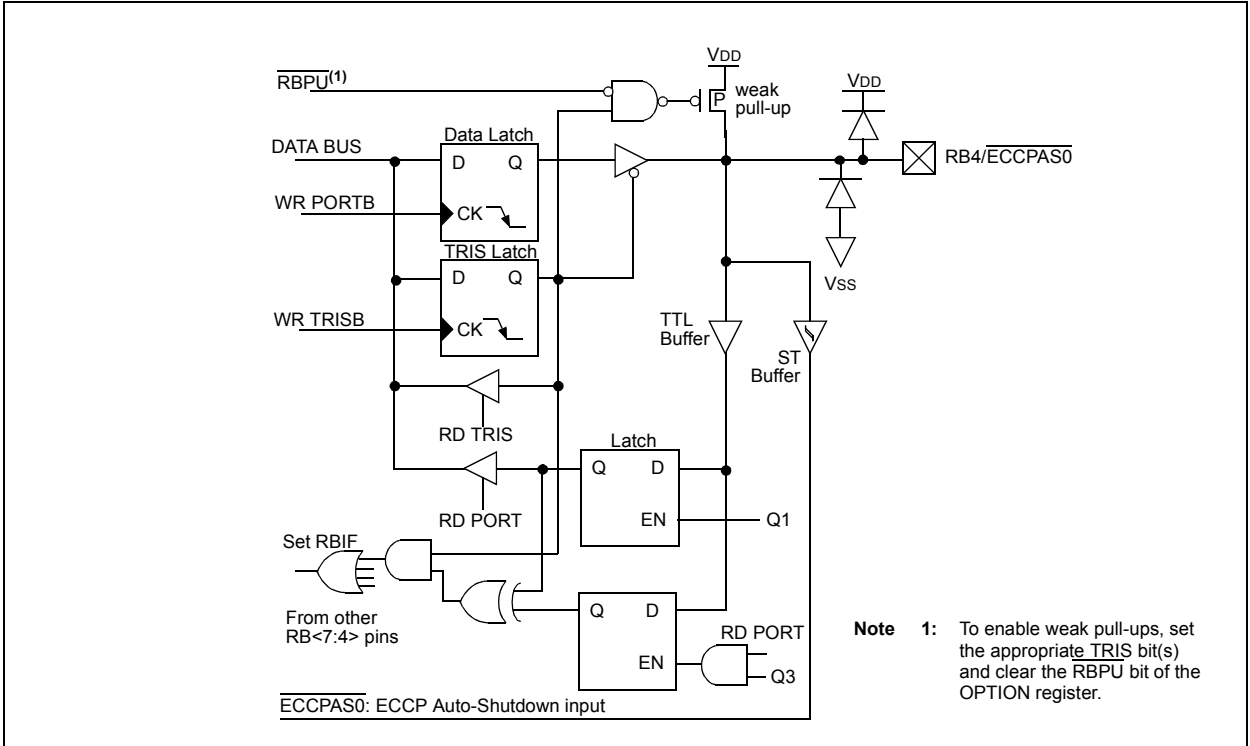 VDD
RBPU(1)
P
weak
pull-up
VDD
DATA BUS
Data Latch
D Q
RB4/ECCPAS0
WR PORTB
CK
TRIS Latch
D Q
VSS
WR TRISB
CK
TTL
Buffer
ST
Buffer
RD TRIS
Latch
Q D
RD PORT
EN
Q1
Set RBIF
From other
RB<7:4> pins
Q D
RD PORT
EN
Q3
ECCPAS0: ECCP Auto-Shutdown input
Note 1: To enable weak pull-ups, set
the appropriate TRIS bit(s)
and clear the RBPU bit of the
OPTION register.